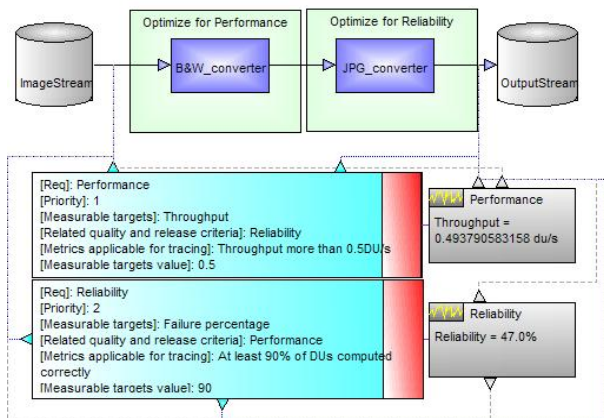 Optimize for Performance
Optimize for Reliability
ImageStream
B&W_converter
JPG_converter
OutputStream
[Req]: Performance
[Priority]: 1
[Measurable targets]: Throughput
[Related quality and release criteria]: Reliability
[Metrics applicable for tracing]: Throughput more than 0.5DU/s
[Measurable targets value]: 0.5
Performance
Throughput =
0.493790583158 du/s
[Req]: Reliability
[Priority]: 2
[Measurable targets]: Failure percentage
[Related quality and release criteria]: Performance
[Metrics applicable for tracing]: At least 90% of DUs computed
correctly
[Measurable targets value]: 90
Reliability
Reliability = 47.0%